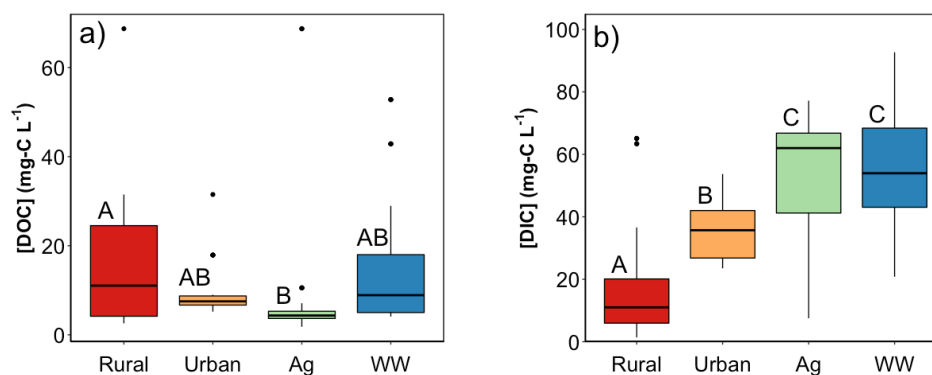 a)
[DOC] (mg-C L⁻¹)
60
40
20
0
A
AB
B
AB
Rural Urban Ag WW
b)
[DIC] (mg-C L⁻¹)
100
80
60
40
20
0
A
B
C
C
Rural Urban Ag WW